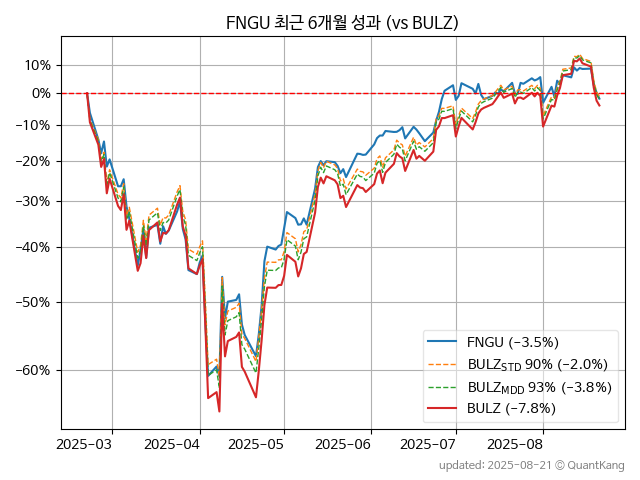 FNGU 최근 6개월 성과 (vs BULZ)
10%
0%
−10%
−20%
−30%
−40%
−50%
−60%
FNGU (−3.5%)
BULZSTD 90% (−2.0%)
BULZMDD 93% (−3.8%)
BULZ (−7.8%)
2025-03 2025-04 2025-05 2025-06 2025-07 2025-08
updated: 2025-08-21 © QuantKang